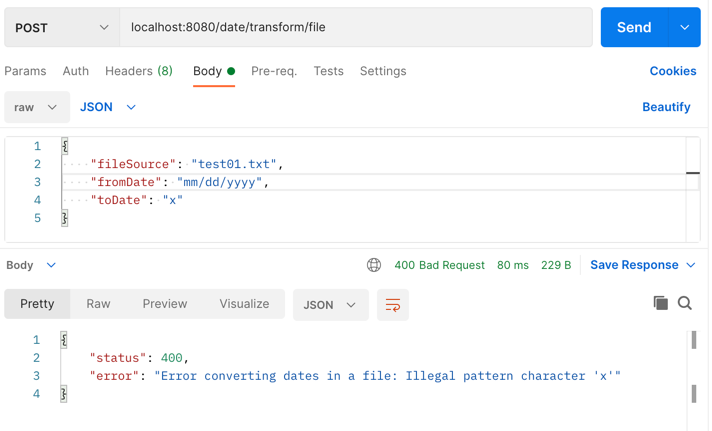 POST localhost:8080/date/transform/file Send
Params Auth Headers (8) Body Pre-req. Tests Settings Cookies
raw JSON Beautify
1 {
2 "fileSource": "test01.txt",
3 "fromDate": "mm/dd/yyyy",
4 "toDate": "x"
5 }
Body 400 Bad Request 80 ms 229 B Save Response
Pretty Raw Preview Visualize JSON
1 {
2 "status": 400,
3 "error": "Error converting dates in a file: Illegal pattern character 'x'"
4 }